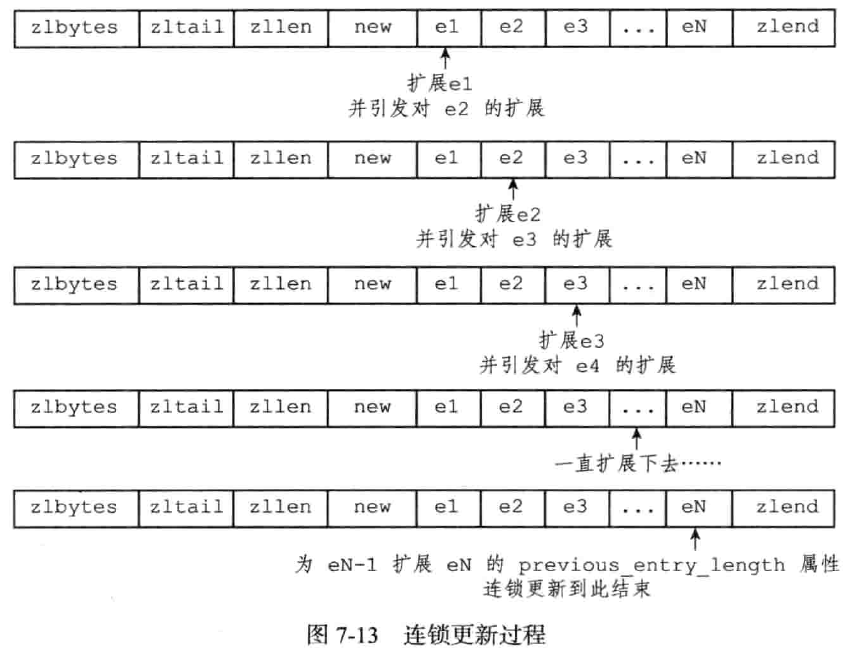 zlbytes zltail zllen new e1 e2 e3 ... eN zlend
扩展e1
并引发对 e2 的扩展
zlbytes zltail zllen new e1 e2 e3 ... eN zlend
扩展e2
并引发对 e3 的扩展
zlbytes zltail zllen new e1 e2 e3 ... eN zlend
扩展e3
并引发对 e4 的扩展
zlbytes zltail zllen new e1 e2 e3 ... eN zlend
一直扩展下去……
zlbytes zltail zllen new e1 e2 e3 ... eN zlend
为 eN-1 扩展 eN 的 previous_entry_length 属性
连锁更新到此结束
图 7-13 连锁更新过程